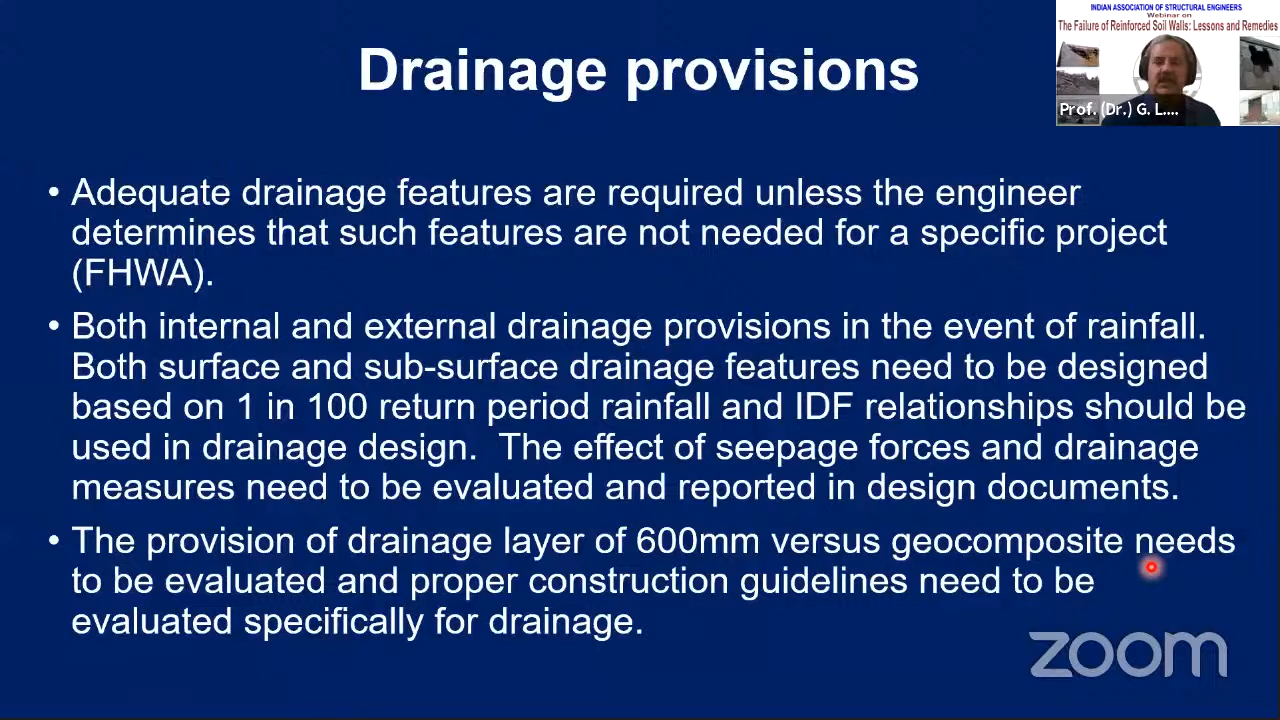 INDIAN ASSOCIATION OF STRUCTURAL ENGINEERS
Webinar on
The Failure of Reinforced Soil Walls: Lessons and Remedies
Prof. (Dr.) G. L....
Drainage provisions
• Adequate drainage features are required unless the engineer
determines that such features are not needed for a specific project
(FHWA).
• Both internal and external drainage provisions in the event of rainfall.
Both surface and sub-surface drainage features need to be designed
based on 1 in 100 return period rainfall and IDF relationships should be
used in drainage design.  The effect of seepage forces and drainage
measures need to be evaluated and reported in design documents.
• The provision of drainage layer of 600mm versus geocomposite needs
to be evaluated and proper construction guidelines need to be
evaluated specifically for drainage.
zoom